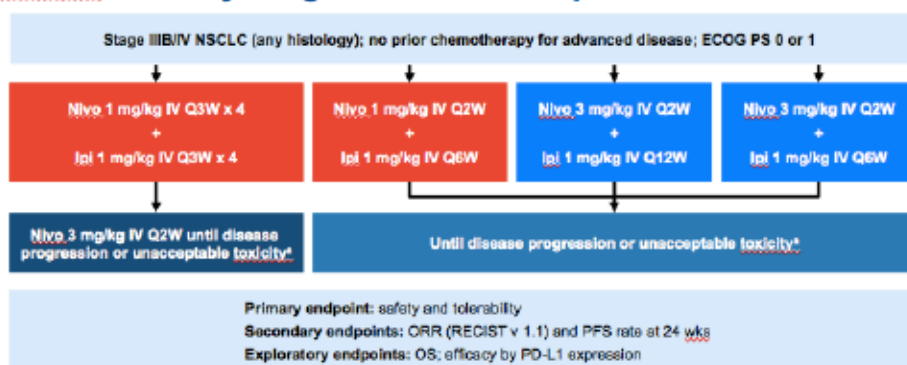 Stage IIIB/IV NSCLC (any histology); no prior chemotherapy for advanced disease; ECOG PS 0 or 1
Nivo 1 mg/kg IV Q3W x 4
+
Ipi 1 mg/kg IV Q3W x 4
Nivo 1 mg/kg IV Q2W
+
Ipi 1 mg/kg IV Q6W
Nivo 3 mg/kg IV Q2W
+
Ipi 1 mg/kg IV Q12W
Nivo 3 mg/kg IV Q2W
+
Ipi 1 mg/kg IV Q6W
Nivo 3 mg/kg IV Q2W until disease
progression or unacceptable toxicity*
Until disease progression or unacceptable toxicity*
Primary endpoint: safety and tolerability
Secondary endpoints: ORR (RECIST v 1.1) and PFS rate at 24 wks
Exploratory endpoints: OS; efficacy by PD-L1 expression